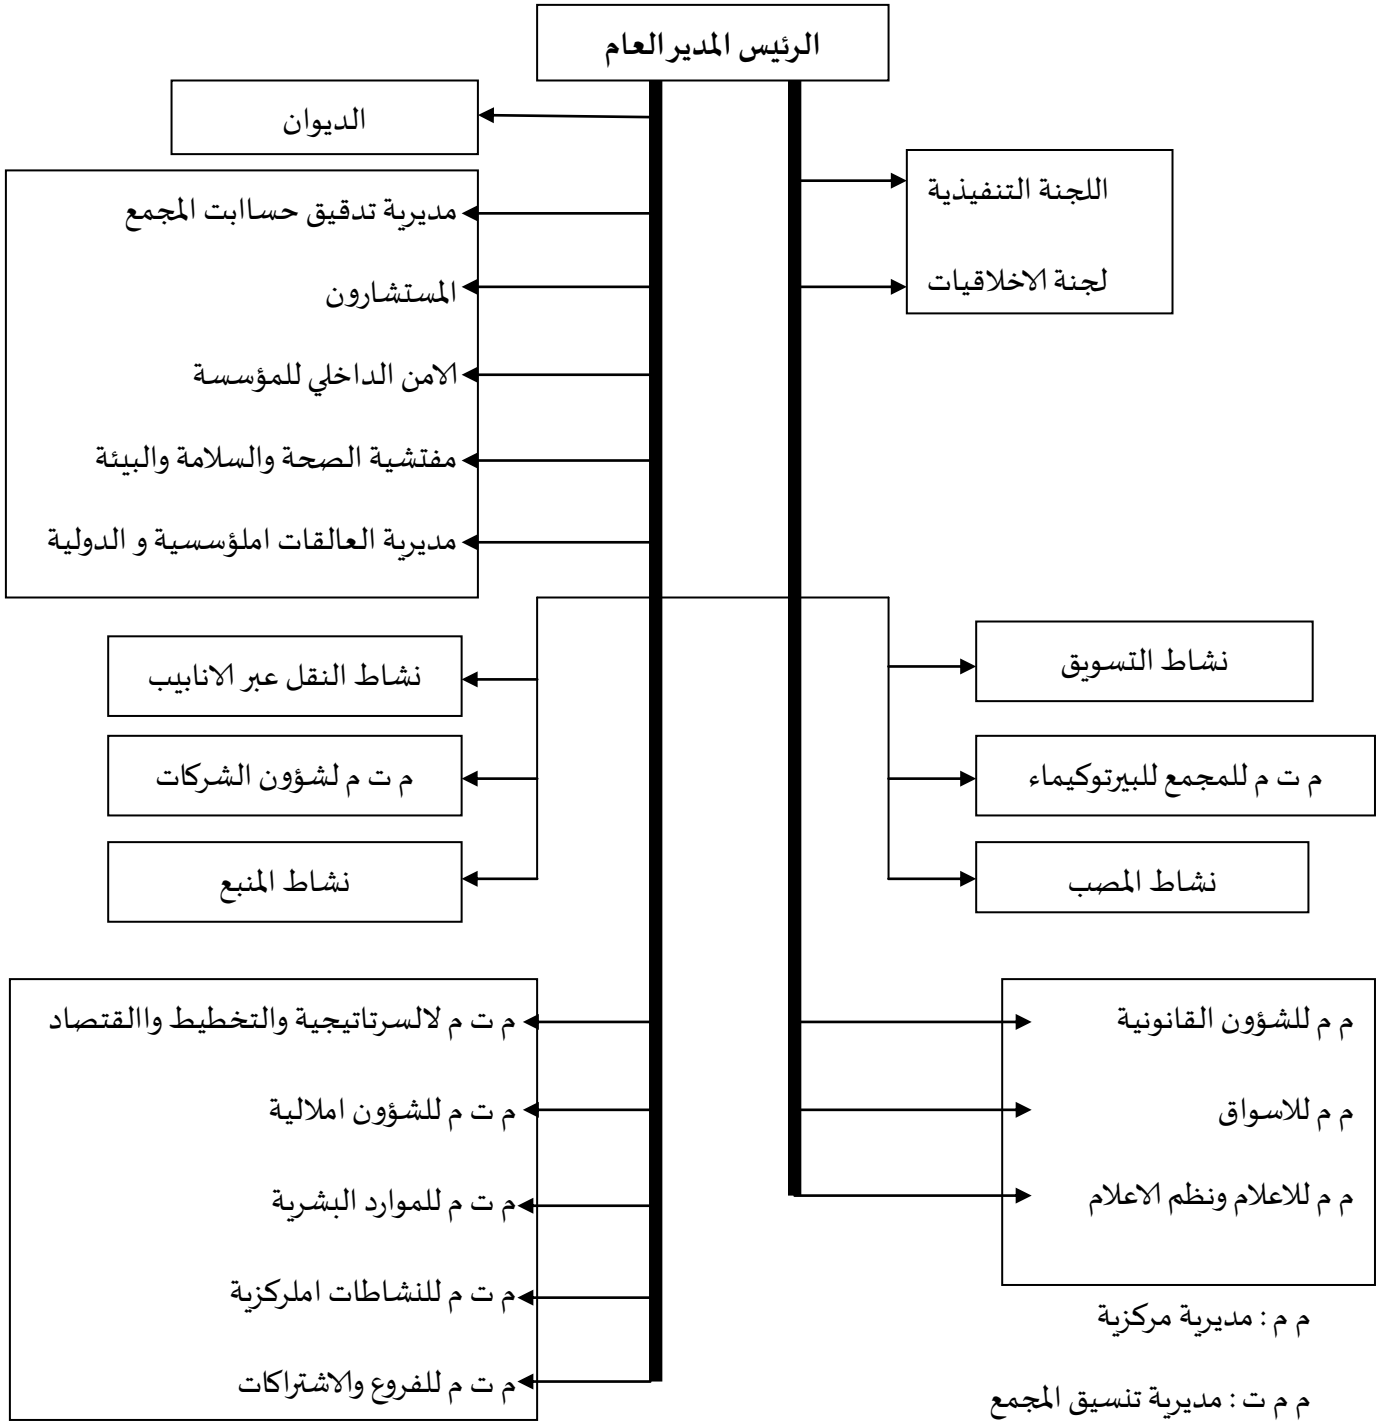 الرئيس المدير العام
الديوان
اللجنة التنفيذية
لجنة الاخلاقيات
مديرية تدقيق حساابت المجمع
المستشارون
الامن الداخلي للمؤسسة
مفتشية الصحة والسلامة والبيئة
مديرية العالقات املؤسسية و الدولية
نشاط التسويق
نشاط النقل عبر الانابيب
م ت م للمجمع للبيرتوكيماء
م ت م لشؤون الشركات
نشاط المصب
نشاط المنبع
م م للشؤون القانونية
م م للاسواق
م م للاعلام ونظم الاعلام
م ت م لالسرتاتيجية والتخطيط واالقتصاد
م ت م للشؤون املالية
م ت م للموارد البشرية
م ت م للنشاطات املركزية
م ت م للفروع والاشتراكات
م م : مديرية مركزية
م م ت : مديرية تنسيق المجمع